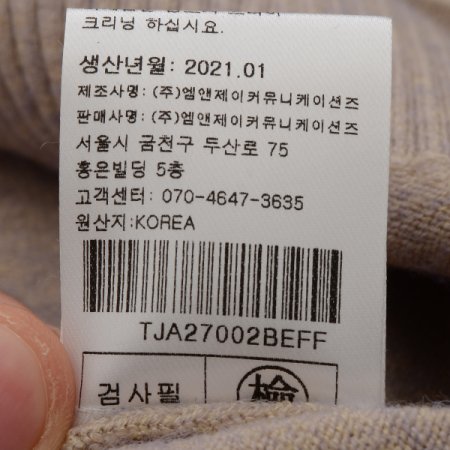 크리닝 하십시요.
생산년월: 2021.01
제조사명: (주)엠앤제이커뮤니케이션즈
판매사명: (주)엠앤제이커뮤니케이션즈
서울시 금천구 두산로 75
홍은빌딩 5층
고객센터: 070-4647-3635
원산지:KOREA
TJA27002BEFF
검사필 檢